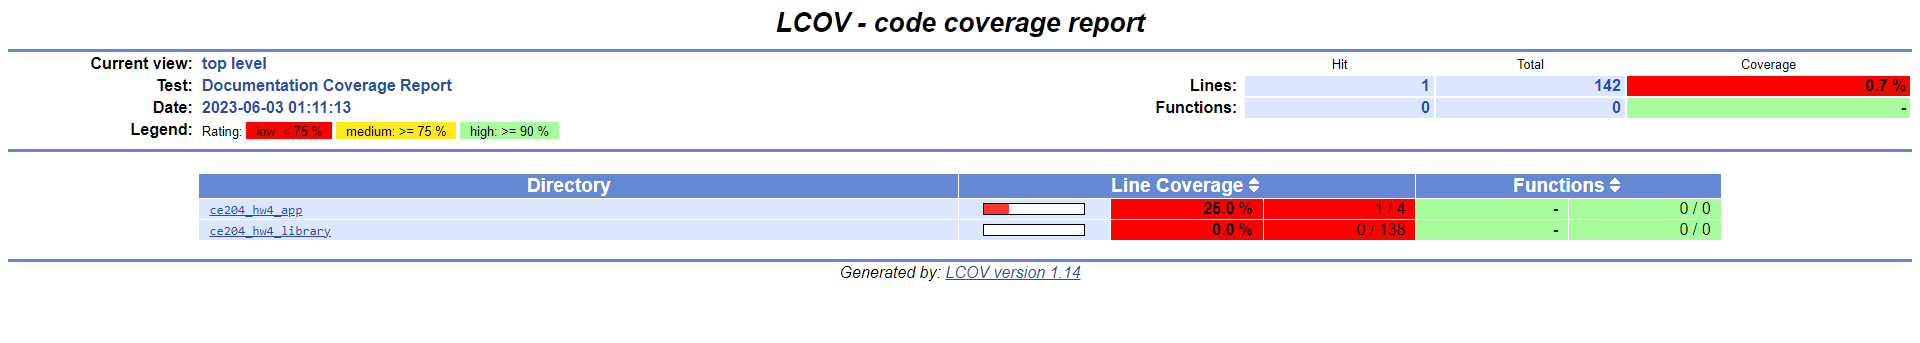 LCOV - code coverage report
Current view: top level
Test: Documentation Coverage Report
Date: 2023-06-03 01:11:13
Legend: Rating: low: < 75 % medium: >= 75 % high: >= 90 %
Hit Total Coverage
Lines: 1 142 0.7 %
Functions: 0 0 -
Directory Line Coverage Functions
ce204_hw4_app 25.0 % 1 / 4 - 0 / 0
ce204_hw4_library 0.0 % 0 / 138 - 0 / 0
Generated by: LCOV version 1.14